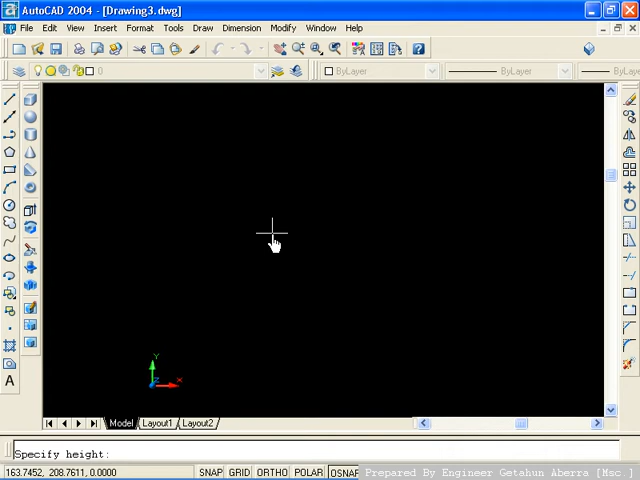 AutoCAD 2004 - [Drawing3.dwg]
File Edit View Insert Format Tools Draw Dimension Modify Window Help
0 ByLayer ByLayer ByLaye
Y
Z X
A
Model Layout1 Layout2
Specify height:
163.7452, 208.7611, 0.0000 SNAP GRID ORTHO POLAR OSNAP Prepared By Engineer Getahun Aberra [Msc.]